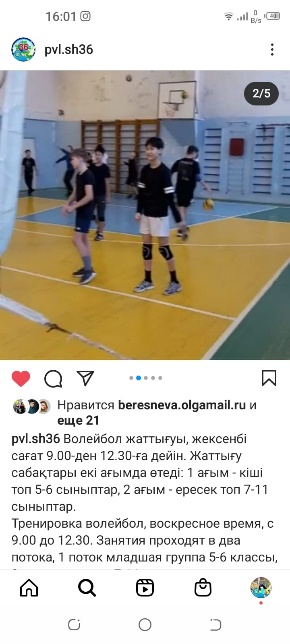 16:01
0
B/s
40
pvl.sh36
2/5
Нравится beresneva.olgamail.ru и
еще 21
pvl.sh36 Волейбол жаттығуы, жексенбі
сағат 9.00-ден 12.30-ға дейін. Жаттығу
сабақтары екі ағымда өтеді: 1 ағым - кіші
топ 5-6 сыныптар, 2 ағым - ересек топ 7-11
сыныптар.
Тренировка волейбол, воскресное время, с
9.00 до 12.30. Занятия проходят в два
потока, 1 поток младшая группа 5-6 классы,